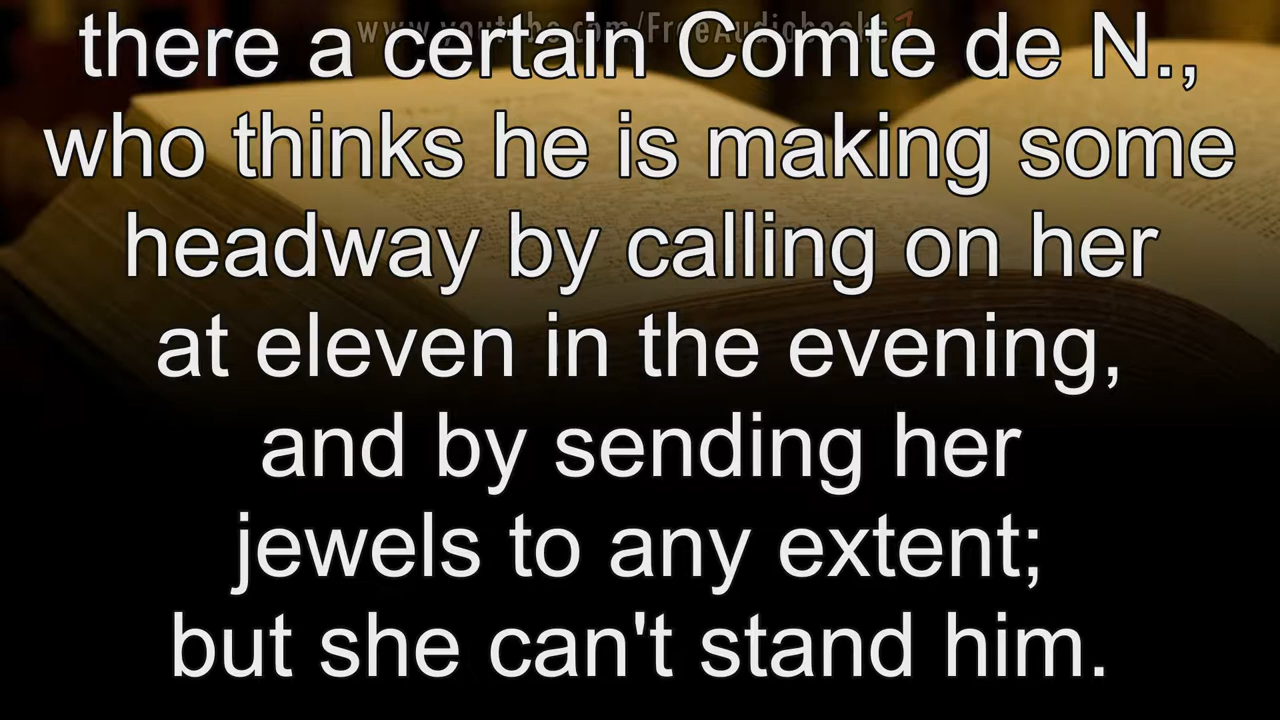 www.youtube.com/FreeAudiobooks
there a certain Comte de N.,
who thinks he is making some
headway by calling on her
at eleven in the evening,
and by sending her
jewels to any extent;
but she can't stand him.